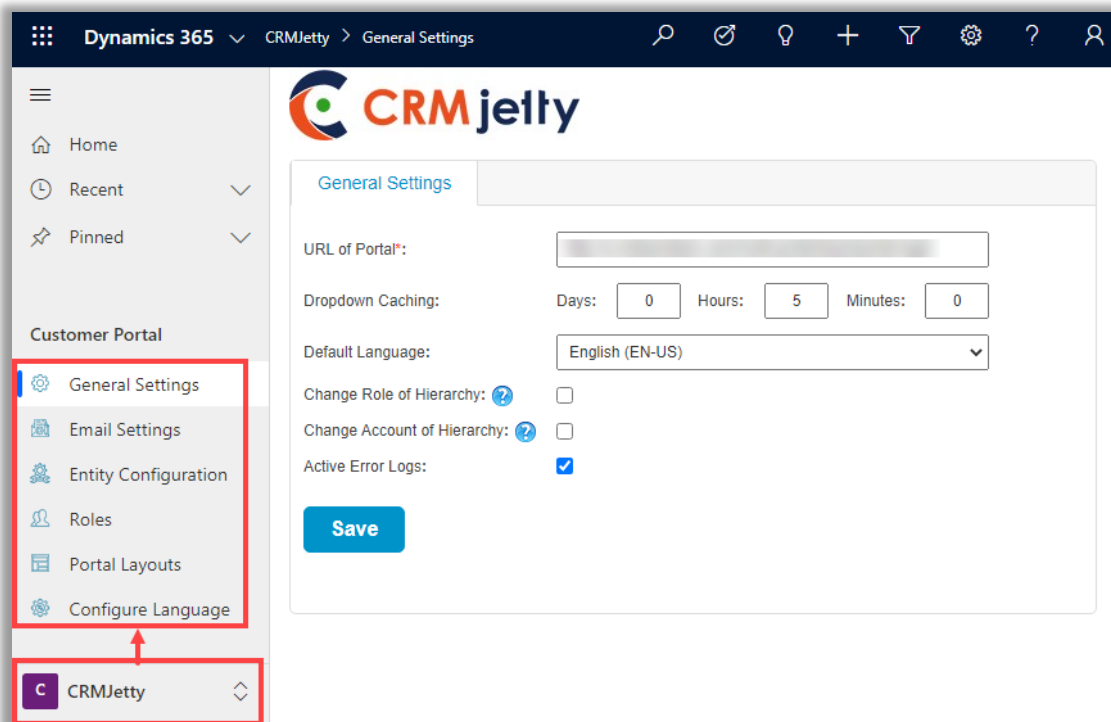 Dynamics 365 CRMJetty > General Settings
CRMJetty
Home
Recent
Pinned
Customer Portal
General Settings
Email Settings
Entity Configuration
Roles
Portal Layouts
Configure Language
C CRMJetty
General Settings
URL of Portal*:
Dropdown Caching: Days: 0 Hours: 5 Minutes: 0
Default Language: English (EN-US)
Change Role of Hierarchy: ?
Change Account of Hierarchy: ?
Active Error Logs:
Save